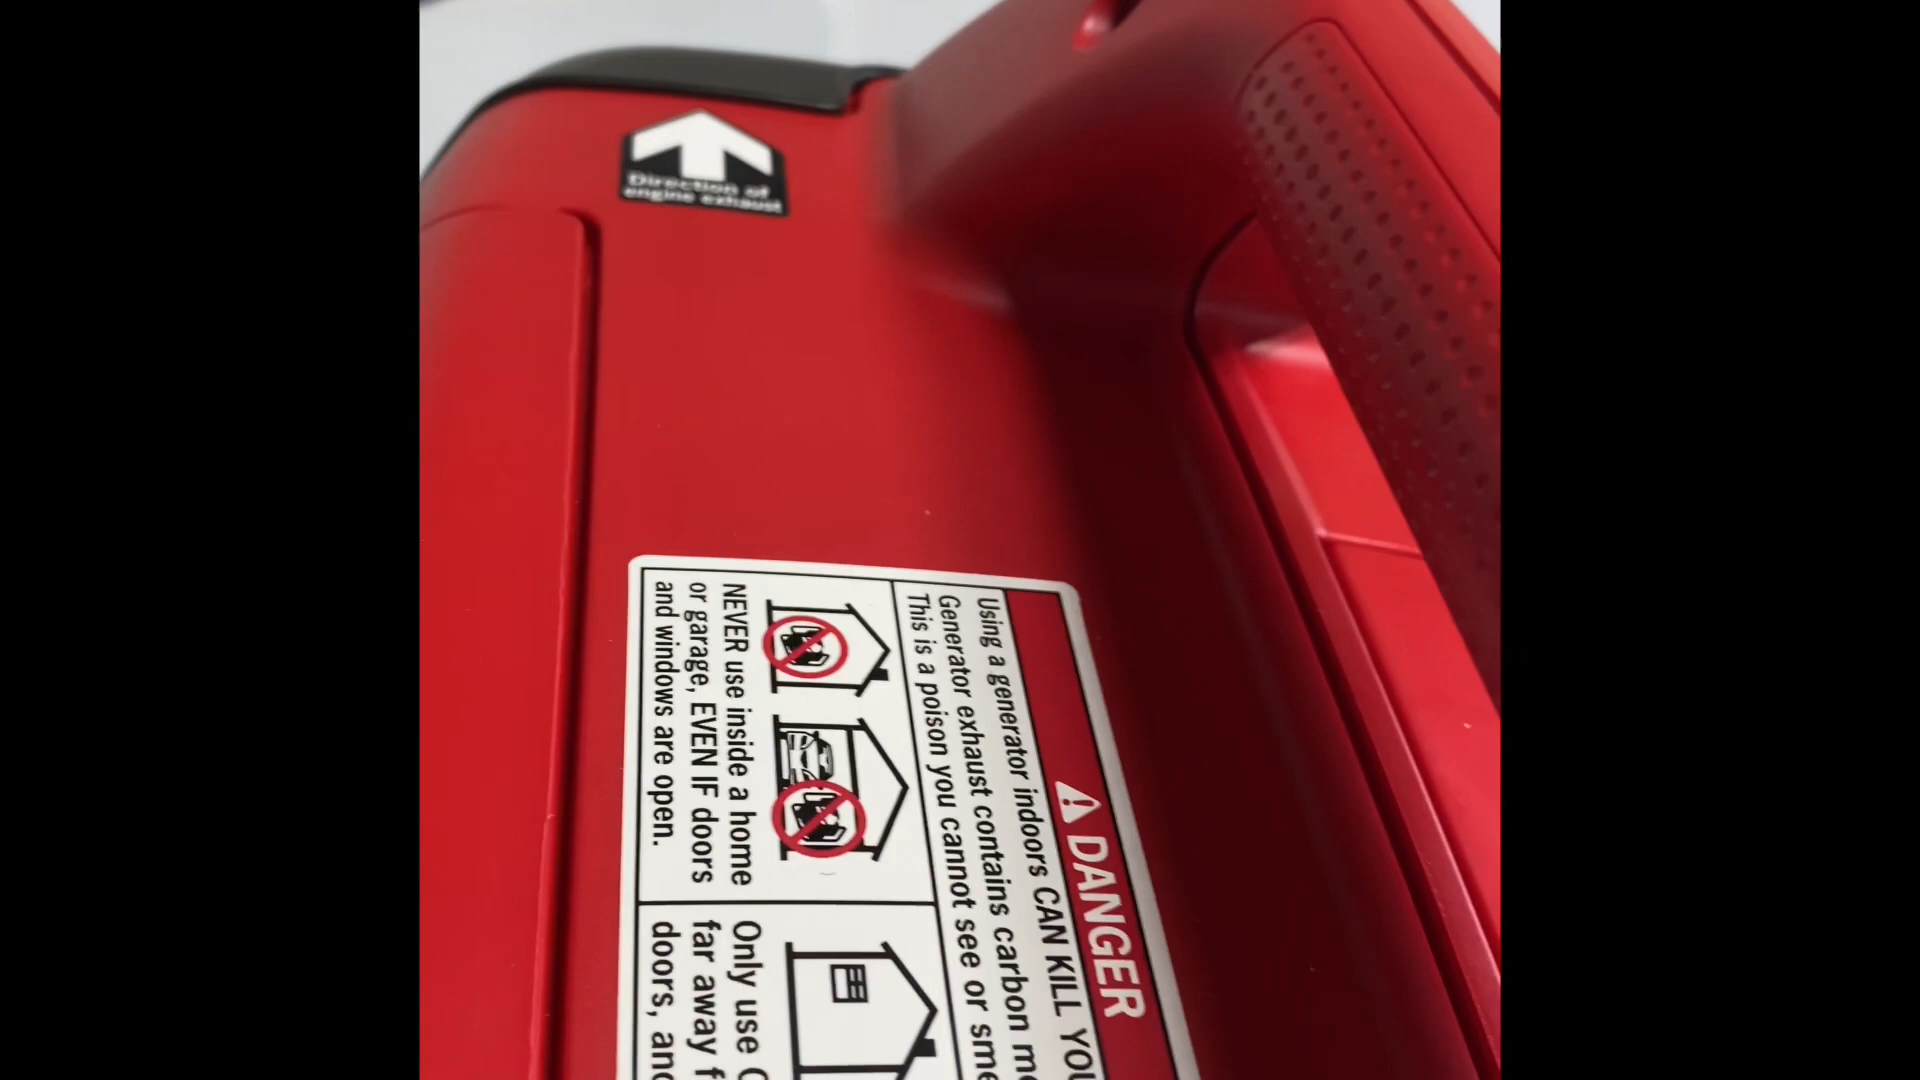 Direction of
engine exhaust
DANGER
Using a generator indoors CAN KILL YOU
Generator exhaust contains carbon
This is a poison you cannot see or
NEVER use inside a home
or garage, EVEN IF doors
and windows are open.
Only use
far away
doors, and